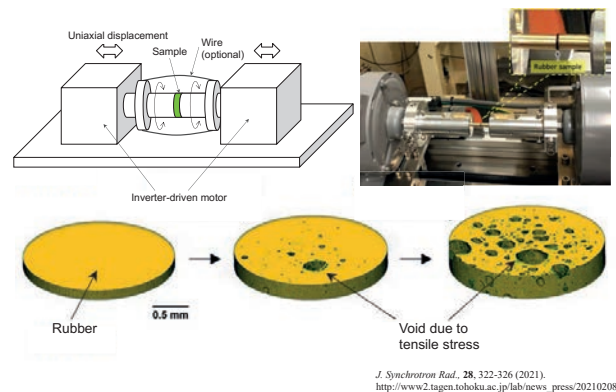 Uniaxial displacement
Sample
Wire
(optional)
Inverter-driven motor
Rubber sample
Rubber
0.5 mm
Void due to
tensile stress
J. Synchrotron Rad., 28, 322-326 (2021).
http://www2.tagen.tohoku.ac.jp/lab/news_press/20210208/